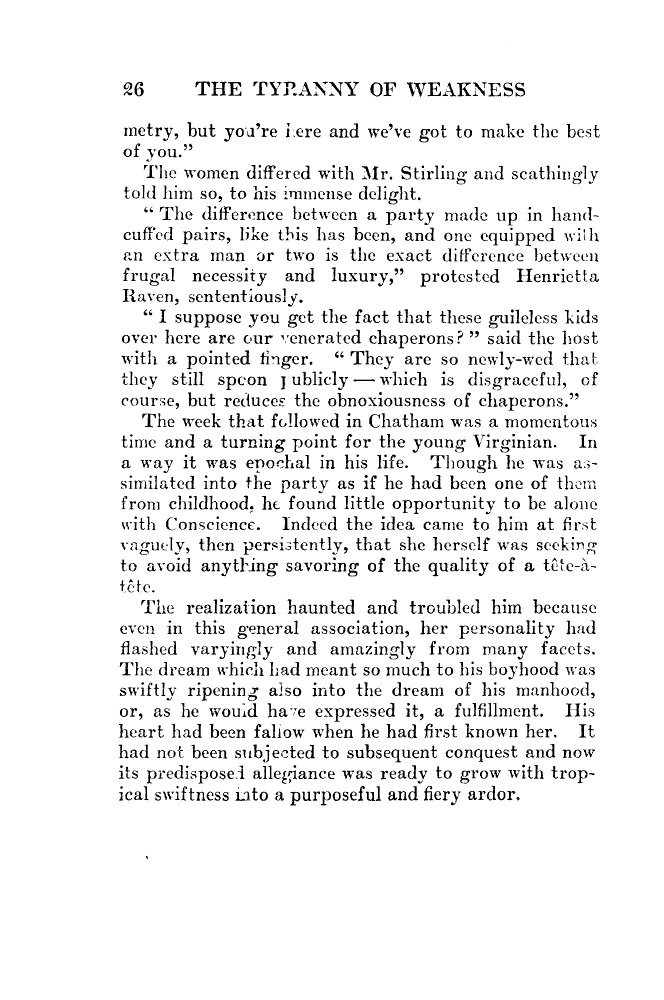 26 THE TYRANNY OF WEAKNESS
metry, but you're here and we've got to make the best
of you."
The women differed with Mr. Stirling and scathingly
told him so, to his immense delight.
" The difference between a party made up in hand-
cuffed pairs, like this has been, and one equipped with
an extra man or two is the exact difference between
frugal necessity and luxury," protested Henrietta
Raven, sententiously.
" I suppose you get the fact that these guileless kids
over here are our venerated chaperons? " said the host
with a pointed finger. " They are so newly-wed that
they still spoon publicly — which is disgraceful, of
course, but reduces the obnoxiousness of chaperons."
The week that followed in Chatham was a momentous
time and a turning point for the young Virginian. In
a way it was epochal in his life. Though he was as-
similated into the party as if he had been one of them
from childhood, he found little opportunity to be alone
with Conscience. Indeed the idea came to him at first
vaguely, then persistently, that she herself was seeking
to avoid anything savoring of the quality of a tête-à-
tête.
The realization haunted and troubled him because
even in this general association, her personality had
flashed varyingly and amazingly from many facets.
The dream which had meant so much to his boyhood was
swiftly ripening also into the dream of his manhood,
or, as he would have expressed it, a fulfillment. His
heart had been fallow when he had first known her. It
had not been subjected to subsequent conquest and now
its predisposed allegiance was ready to grow with trop-
ical swiftness into a purposeful and fiery ardor.